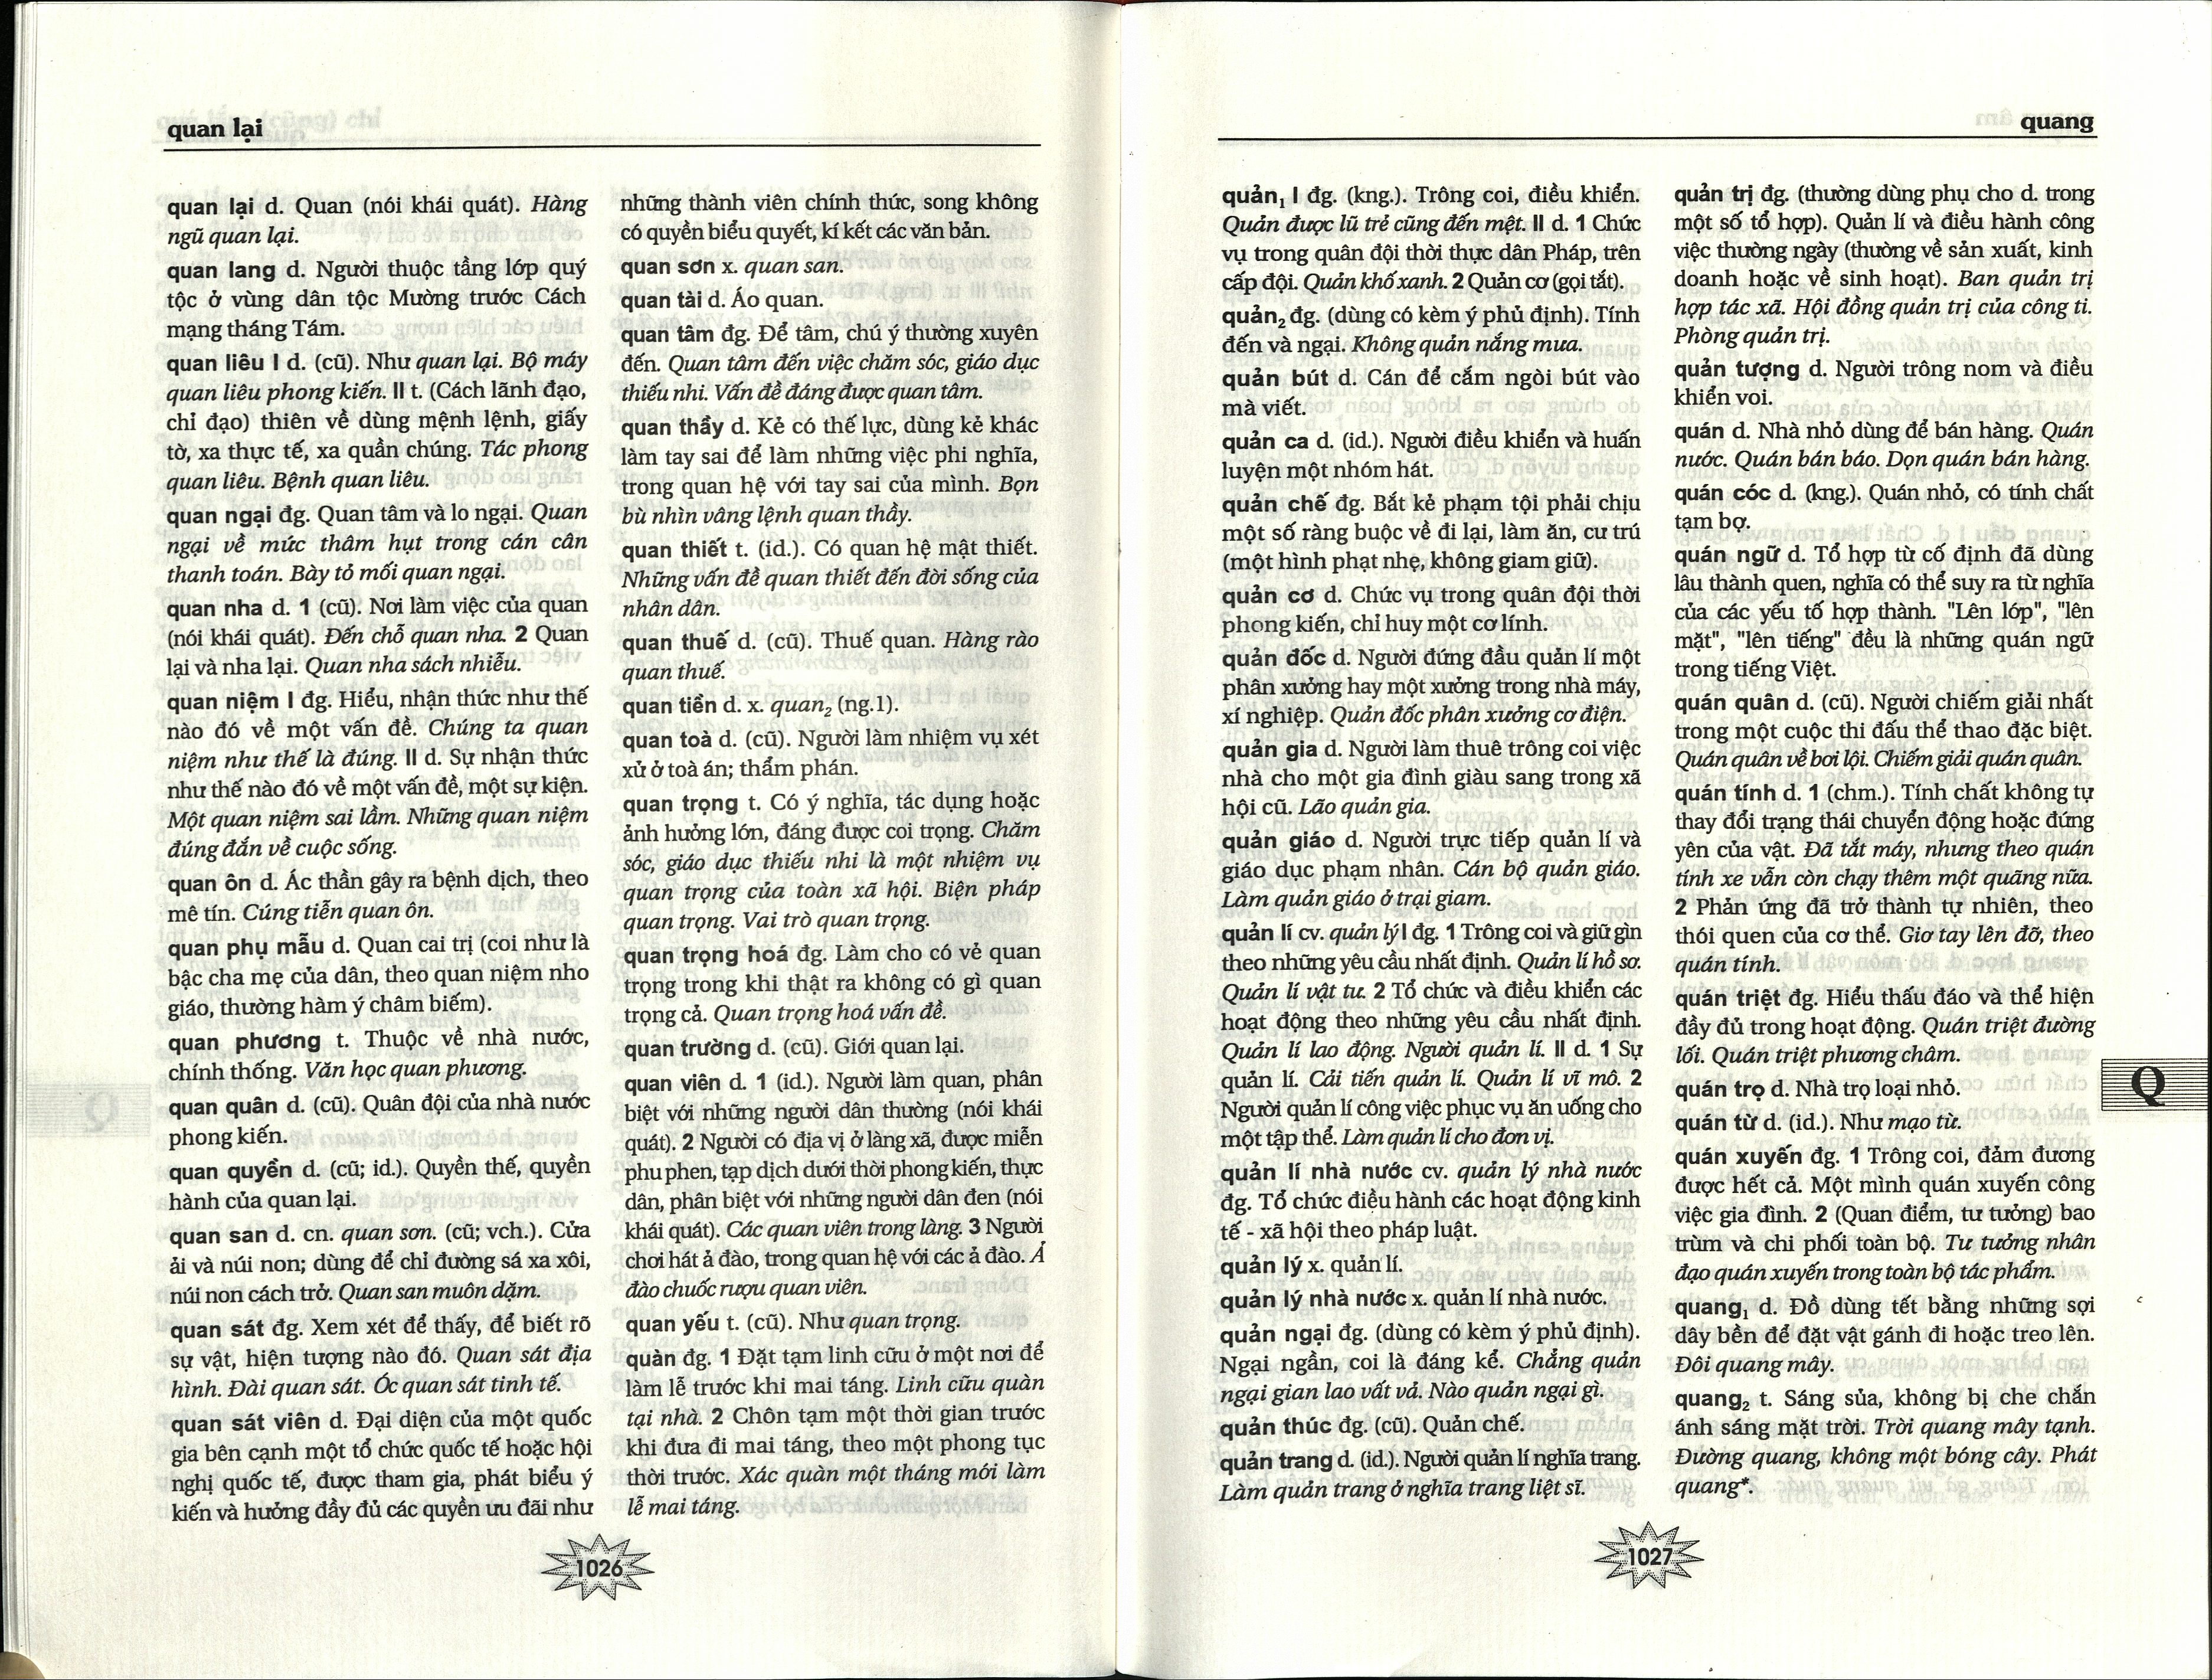 quan lại
quan lại d. Quan (nói khái quát). Hàng
ngũ quan lại.
quan lang d. Người thuộc tầng lớp quý
tộc ở vùng dân tộc Mường trước Cách
mạng tháng Tám.
quan liêu I d. (cũ). Như quan lại. Bộ máy
quan liêu phong kiến. II t. (Cách lãnh đạo,
chỉ đạo) thiên về dùng mệnh lệnh, giấy
tờ, xa thực tế, xa quần chúng. Tác phong
quan liêu. Bệnh quan liêu.
quan ngại đg. Quan tâm và lo ngại. Quan
ngại về mức thâm hụt trong cán cân
thanh toán. Bày tỏ mối quan ngại.
quan nha d. 1 (cũ). Nơi làm việc của quan
(nói khái quát). Đến chỗ quan nha. 2 Quan
lại và nha lại. Quan nha sách nhiễu.
quan niệm I đg. Hiểu, nhận thức như thế
nào đó về một vấn đề. Chúng ta quan
niệm như thế là đúng. II d. Sự nhận thức
như thế nào đó về một vấn đề, một sự kiện.
Một quan niệm sai lầm. Những quan niệm
đúng đắn về cuộc sống.
quan ôn d. Ác thần gây ra bệnh dịch, theo
mê tín. Cúng tiễn quan ôn.
quan phụ mẫu d. Quan cai trị (coi như là
bậc cha mẹ của dân, theo quan niệm nho
giáo, thường hàm ý châm biếm).
quan phương t. Thuộc về nhà nước,
chính thống. Văn học quan phương.
quan quân d. (cũ). Quân đội của nhà nước
phong kiến.
quan quyền d. (cũ; id.). Quyền thế, quyền
hành của quan lại.
quan san d. cn. quan sơn. (cũ; vch.). Cửa
ải và núi non; dùng để chỉ đường sá xa xôi,
núi non cách trở. Quan san muôn dặm.
quan sát đg. Xem xét để thấy, để biết rõ
sự vật, hiện tượng nào đó. Quan sát địa
hình. Đài quan sát. Óc quan sát tinh tế.
quan sát viên d. Đại diện của một quốc
gia bên cạnh một tổ chức quốc tế hoặc hội
nghị quốc tế, được tham gia, phát biểu ý
kiến và hưởng đầy đủ các quyền ưu đãi như
những thành viên chính thức, song không
có quyền biểu quyết, kí kết các văn bản.
quan sơn x. quan san.
quan tài d. Áo quan.
quan tâm đg. Để tâm, chú ý thường xuyên
đến. Quan tâm đến việc chăm sóc, giáo dục
thiếu nhi. Vấn đề đáng được quan tâm.
quan thầy d. Kẻ có thế lực, dùng kẻ khác
làm tay sai để làm những việc phi nghĩa,
trong quan hệ với tay sai của mình. Bọn
bù nhìn vâng lệnh quan thầy.
quan thiết t. (id.). Có quan hệ mật thiết.
Những vấn đề quan thiết đến đời sống của
nhân dân.
quan thuế d. (cũ). Thuế quan. Hàng rào
quan thuế.
quan tiền d. x. quan₂ (ng.1).
quan toà d. (cũ). Người làm nhiệm vụ xét
xử ở toà án; thẩm phán.
quan trọng t. Có ý nghĩa, tác dụng hoặc
ảnh hưởng lớn, đáng được coi trọng. Chăm
sóc, giáo dục thiếu nhi là một nhiệm vụ
quan trọng của toàn xã hội. Biện pháp
quan trọng. Vai trò quan trọng.
quan trọng hoá đg. Làm cho có vẻ quan
trọng trong khi thật ra không có gì quan
trọng cả. Quan trọng hoá vấn đề.
quan trường d. (cũ). Giới quan lại.
quan viên d. 1 (id.). Người làm quan, phân
biệt với những người dân thường (nói khái
quát). 2 Người có địa vị ở làng xã, được miễn
phu phen, tạp dịch dưới thời phong kiến, thực
dân, phân biệt với những người dân đen (nói
khái quát). Các quan viên trong làng. 3 Người
chơi hát ả đào, trong quan hệ với các ả đào. Ả
đào chuốc rượu quan viên.
quan yếu t. (cũ). Như quan trọng.
quàn đg. 1 Đặt tạm linh cữu ở một nơi để
làm lễ trước khi mai táng. Linh cữu quàn
tại nhà. 2 Chôn tạm một thời gian trước
khi đưa đi mai táng, theo một phong tục
thời trước. Xác quàn một tháng mới làm
lễ mai táng.
1026
quang
quản₁ I đg. (kng.). Trông coi, điều khiển.
Quản được lũ trẻ cũng đến mệt. II d. 1 Chức
vụ trong quân đội thời thực dân Pháp, trên
cấp đội. Quản khố xanh. 2 Quản cơ (gọi tắt).
quản₂ đg. (dùng có kèm ý phủ định). Tính
đến và ngại. Không quản nắng mưa.
quản bút d. Cán để cắm ngòi bút vào
mà viết.
quản ca d. (id.). Người điều khiển và huấn
luyện một nhóm hát.
quản chế đg. Bắt kẻ phạm tội phải chịu
một số ràng buộc về đi lại, làm ăn, cư trú
(một hình phạt nhẹ, không giam giữ).
quản cơ d. Chức vụ trong quân đội thời
phong kiến, chỉ huy một cơ lính.
quản đốc d. Người đứng đầu quản lí một
phân xưởng hay một xưởng trong nhà máy,
xí nghiệp. Quản đốc phân xưởng cơ điện.
quản gia d. Người làm thuê trông coi việc
nhà cho một gia đình giàu sang trong xã
hội cũ. Lão quản gia.
quản giáo d. Người trực tiếp quản lí và
giáo dục phạm nhân. Cán bộ quản giáo.
Làm quản giáo ở trại giam.
quản lí cv. quản lý I đg. 1 Trông coi và giữ gìn
theo những yêu cầu nhất định. Quản lí hồ sơ.
Quản lí vật tư. 2 Tổ chức và điều khiển các
hoạt động theo những yêu cầu nhất định.
Quản lí lao động. Người quản lí. II d. 1 Sự
quản lí. Cải tiến quản lí. Quản lí vĩ mô. 2
Người quản lí công việc phục vụ ăn uống cho
một tập thể. Làm quản lí cho đơn vị.
quản lí nhà nước cv. quản lý nhà nước
đg. Tổ chức điều hành các hoạt động kinh
tế - xã hội theo pháp luật.
quản lý x. quản lí.
quản lý nhà nước x. quản lí nhà nước.
quản ngại đg. (dùng có kèm ý phủ định).
Ngại ngần, coi là đáng kể. Chẳng quản
ngại gian lao vất vả. Nào quản ngại gì.
quản thúc đg. (cũ). Quản chế.
quản trang d. (id.). Người quản lí nghĩa trang.
Làm quản trang ở nghĩa trang liệt sĩ.
quản trị đg. (thường dùng phụ cho d. trong
một số tổ hợp). Quản lí và điều hành công
việc thường ngày (thường về sản xuất, kinh
doanh hoặc về sinh hoạt). Ban quản trị
hợp tác xã. Hội đồng quản trị của công ti.
Phòng quản trị.
quản tượng d. Người trông nom và điều
khiển voi.
quán d. Nhà nhỏ dùng để bán hàng. Quán
nước. Quán bán báo. Dọn quán bán hàng.
quán cóc d. (kng.). Quán nhỏ, có tính chất
tạm bợ.
quán ngữ d. Tổ hợp từ cố định đã dùng
lâu thành quen, nghĩa có thể suy ra từ nghĩa
của các yếu tố hợp thành. "Lên lớp", "lên
mặt", "lên tiếng" đều là những quán ngữ
trong tiếng Việt.
quán quân d. (cũ). Người chiếm giải nhất
trong một cuộc thi đấu thể thao đặc biệt.
Quán quân về bơi lội. Chiếm giải quán quân.
quán tính d. 1 (chm.). Tính chất không tự
thay đổi trạng thái chuyển động hoặc đứng
yên của vật. Đã tắt máy, nhưng theo quán
tính xe vẫn còn chạy thêm một quãng nữa.
2 Phản ứng đã trở thành tự nhiên, theo
thói quen của cơ thể. Giơ tay lên đỡ, theo
quán tính.
quán triệt đg. Hiểu thấu đáo và thể hiện
đầy đủ trong hoạt động. Quán triệt đường
lối. Quán triệt phương châm.
quán trọ d. Nhà trọ loại nhỏ.
quán từ d. (id.). Như mạo từ.
quán xuyến đg. 1 Trông coi, đảm đương
được hết cả. Một mình quán xuyến công
việc gia đình. 2 (Quan điểm, tư tưởng) bao
trùm và chi phối toàn bộ. Tư tưởng nhân
đạo quán xuyến trong toàn bộ tác phẩm.
quang₁ d. Đồ dùng tết bằng những sợi
dây bền để đặt vật gánh đi hoặc treo lên.
Đôi quang mây.
quang₂ t. Sáng sủa, không bị che chắn
ánh sáng mặt trời. Trời quang mây tạnh.
Đường quang, không một bóng cây. Phát
quang*.
Q
1027